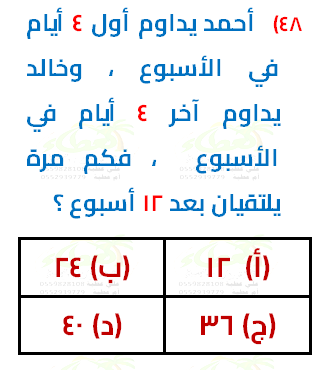 ٤٨) أحمد يداوم أول ٤ أيام
في الأسبوع ، وخالد
يداوم آخر ٤ أيام في
الأسبوع ، فكم مرة
يلتقيان بعد ١٢ أسبوع ؟
(أ) ١٢ (ب) ٢٤
(ج) ٣٦ (د) ٤٠